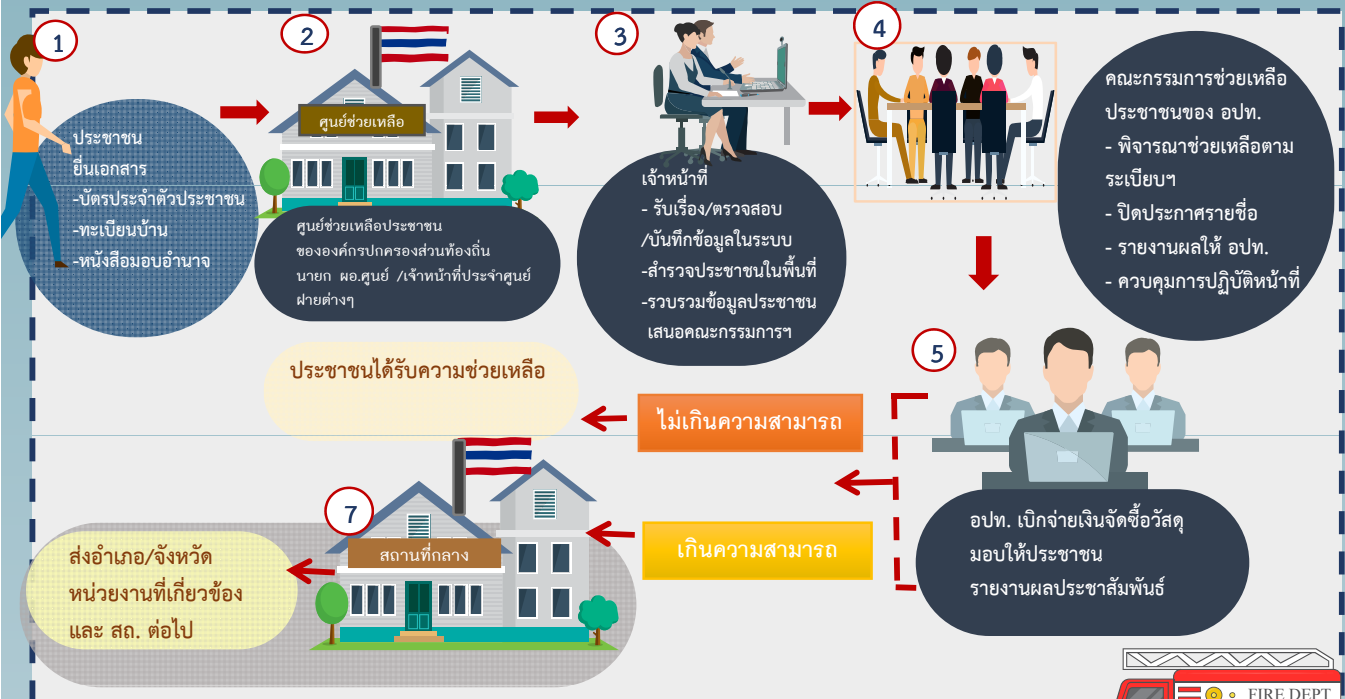 1
ประชาชน
ยื่นเอกสาร
-บัตรประจำตัวประชาชน
-ทะเบียนบ้าน
-หนังสือมอบอำนาจ
2
ศูนย์ช่วยเหลือ
ศูนย์ช่วยเหลือประชาชน
ขององค์กรปกครองส่วนท้องถิ่น
นายก ผอ.ศูนย์ /เจ้าหน้าที่ประจำศูนย์
ฝ่ายต่างๆ
3
เจ้าหน้าที่
- รับเรื่อง/ตรวจสอบ
/บันทึกข้อมูลในระบบ
-สำรวจประชาชนในพื้นที่
-รวบรวมข้อมูลประชาชน
เสนอคณะกรรมการฯ
4
คณะกรรมการช่วยเหลือ
ประชาชนของ อปท.
- พิจารณาช่วยเหลือตาม
ระเบียบฯ
- ปิดประกาศรายชื่อ
- รายงานผลให้ อปท.
- ควบคุมการปฏิบัติหน้าที่
5
อปท. เบิกจ่ายเงินจัดซื้อวัสดุ
มอบให้ประชาชน
รายงานผลประชาสัมพันธ์
ไม่เกินความสามารถ
ประชาชนได้รับความช่วยเหลือ
เกินความสามารถ
7
สถานที่กลาง
ส่งอำเภอ/จังหวัด
หน่วยงานที่เกี่ยวข้อง
และ สถ. ต่อไป
FIRE DEPT